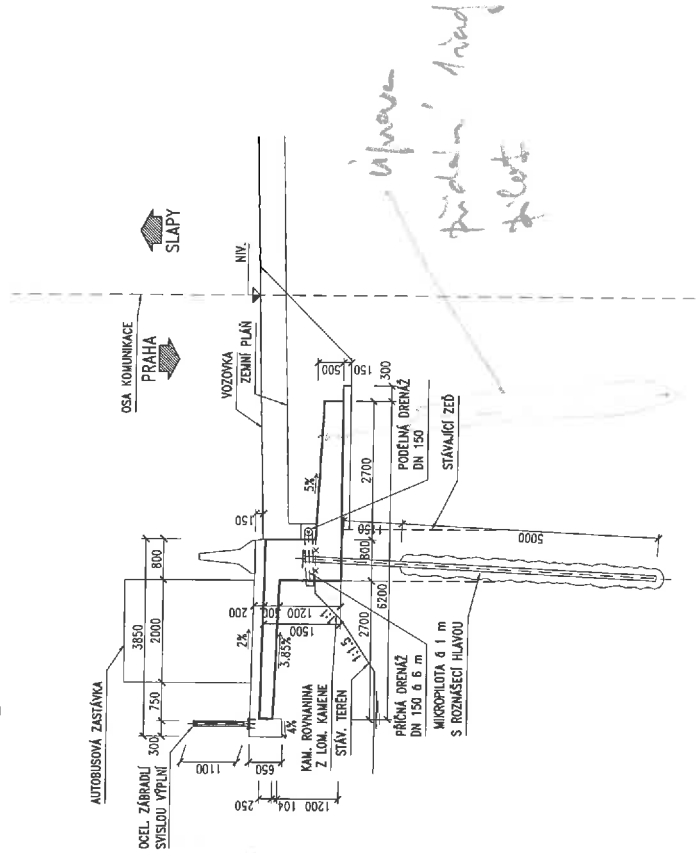 AUTOBUSOVÁ ZASTÁVKA
OCEL. ZÁBRADLÍ
SVISLOU VÝPLNÍ
OSA KOMUNIKACE
PRAHA
SLAPY
NIV.
VOZOVKA
ZEMNÍ PLÁŇ
3850
300
750
2000
800
150
1100
250
650
104
1200
4%
2%
3.85%
200
300
1200
1500
1:1
1:1.5
5%
500
150
300
KAM. ROVNANINA
Z LOM. KAMENE
STÁV. TERÉN
PŘÍČNÁ DRENÁŽ
DN 150 á 6 m
MIKROPILOTA á 1 m
S ROZNÁŠECÍ HLAVOU
2700
800
2700
6200
150
5000
PODÉLNÁ DRENÁŽ
DN 150
STÁVAJÍCÍ ZEĎ